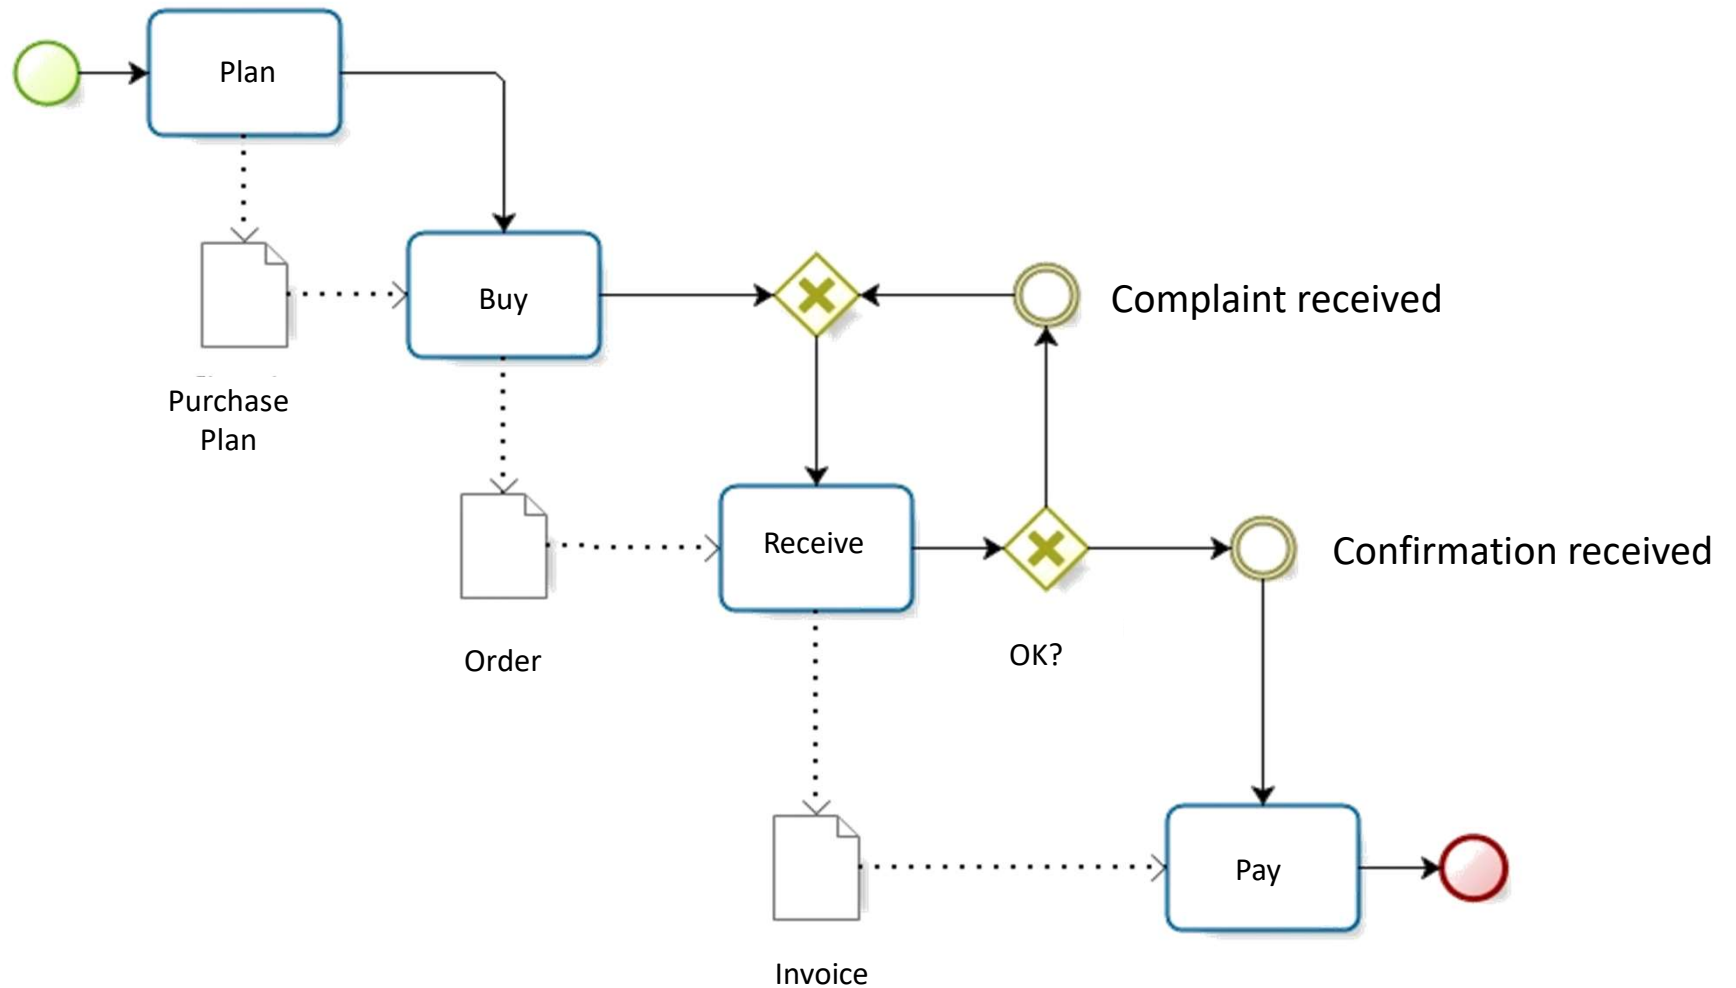 Plan
Buy
Complaint received
Purchase
Plan
Receive
Confirmation received
Order
OK?
Pay
Invoice